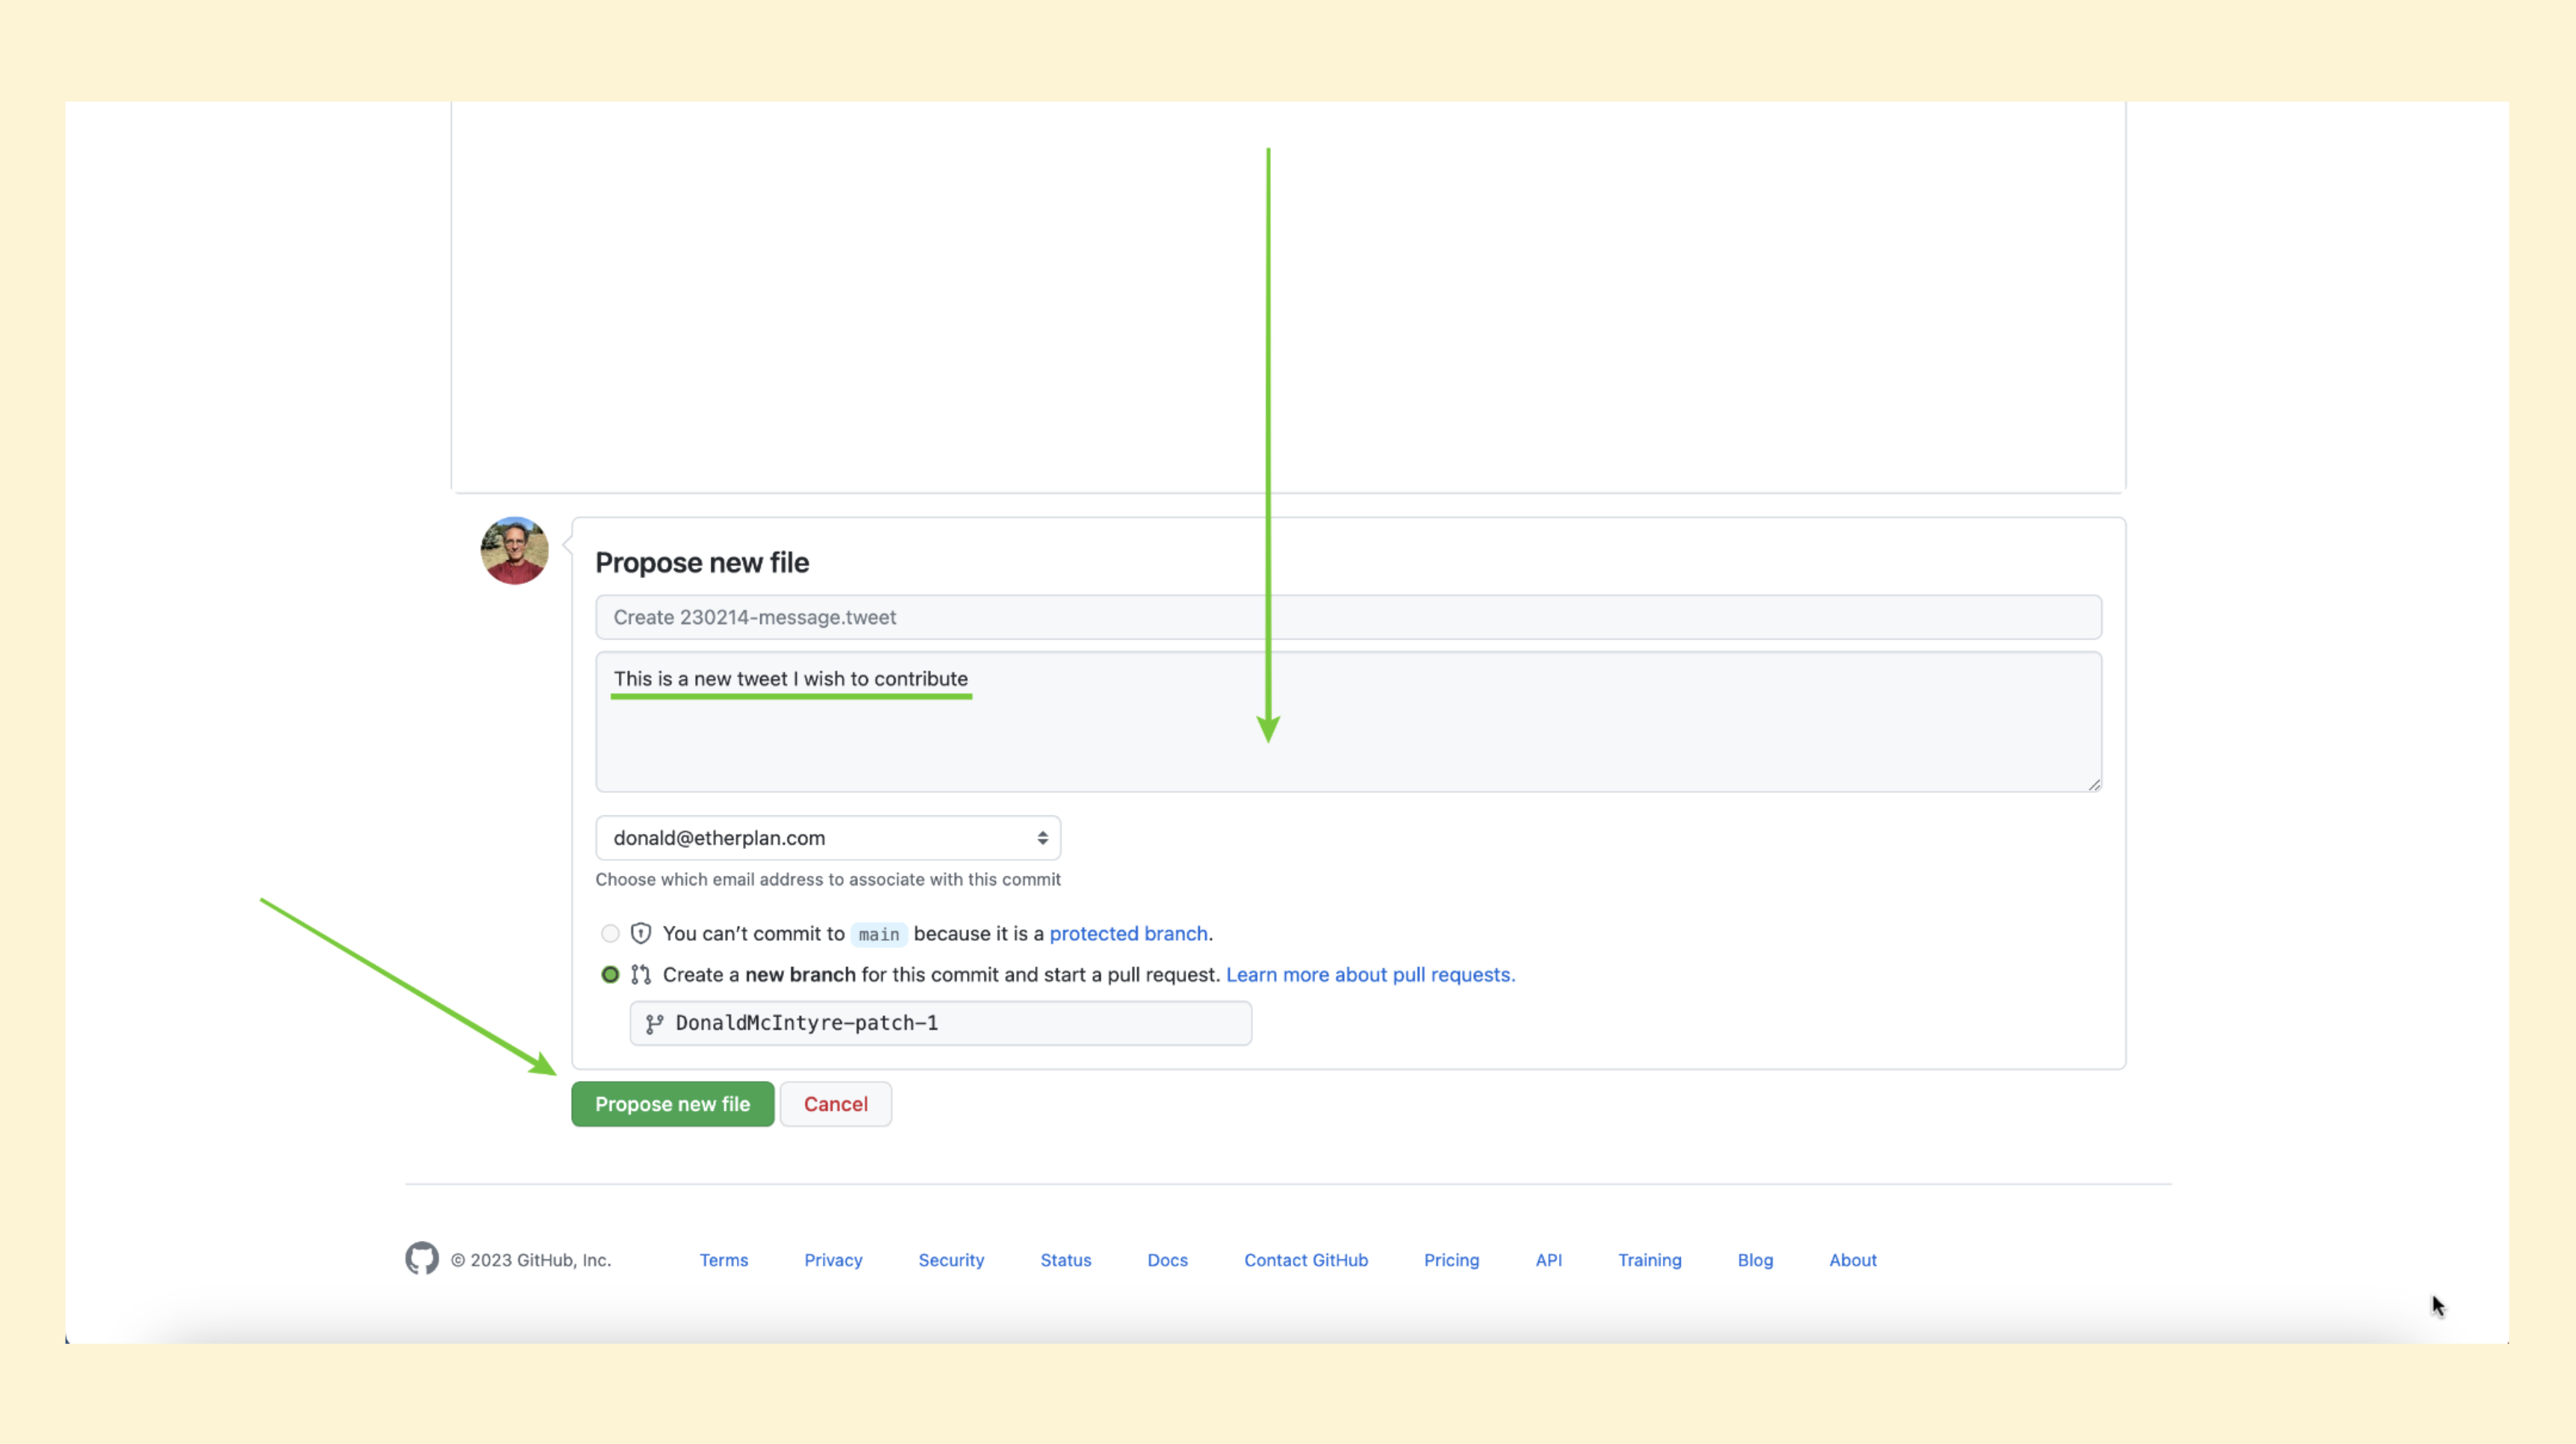 Propose new file
Create 230214-message.tweet
This is a new tweet I wish to contribute
donald@etherplan.com
Choose which email address to associate with this commit
You can't commit to main because it is a protected branch.
Create a new branch for this commit and start a pull request. Learn more about pull requests.
DonaldMcIntyre-patch-1
Propose new file Cancel
© 2023 GitHub, Inc. Terms Privacy Security Status Docs Contact GitHub Pricing API Training Blog About